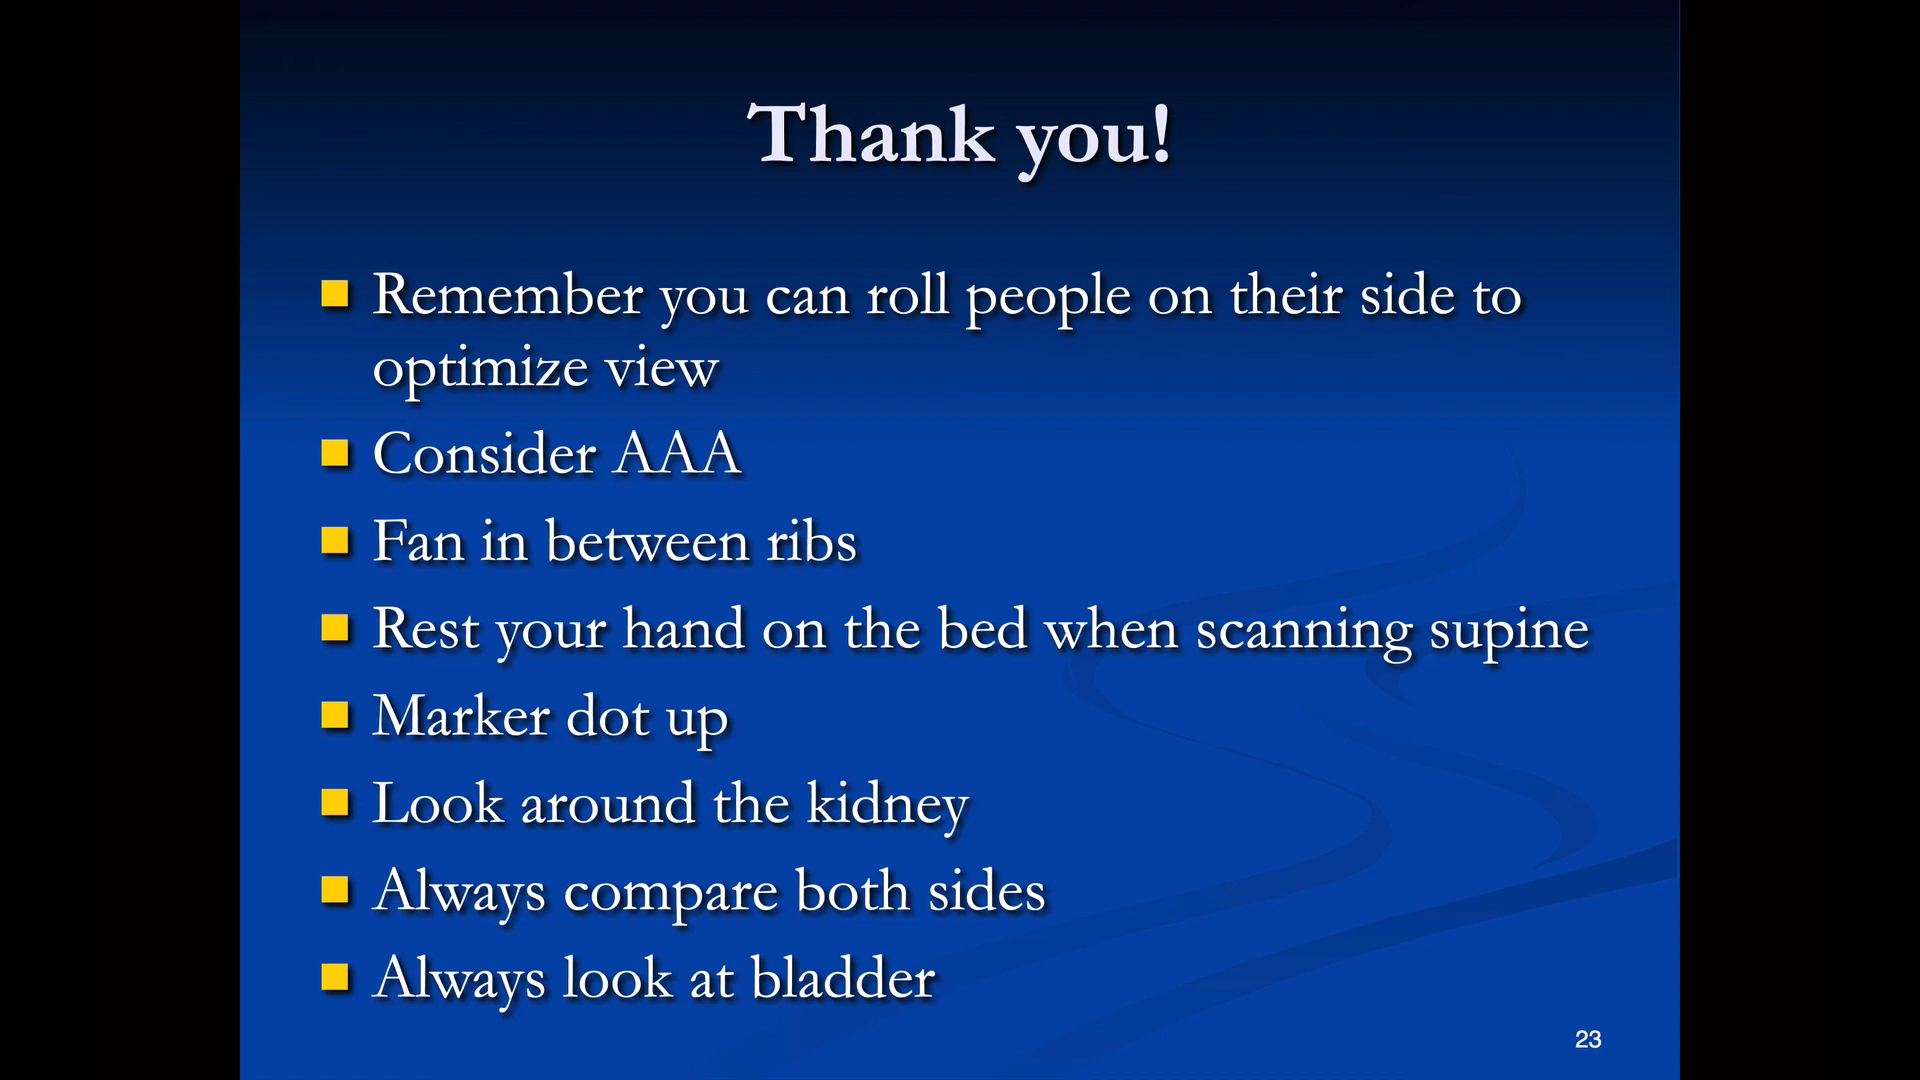 Thank you!
Remember you can roll people on their side to
optimize view
Consider AAA
Fan in between ribs
Rest your hand on the bed when scanning supine
Marker dot up
Look around the kidney
Always compare both sides
Always look at bladder
23